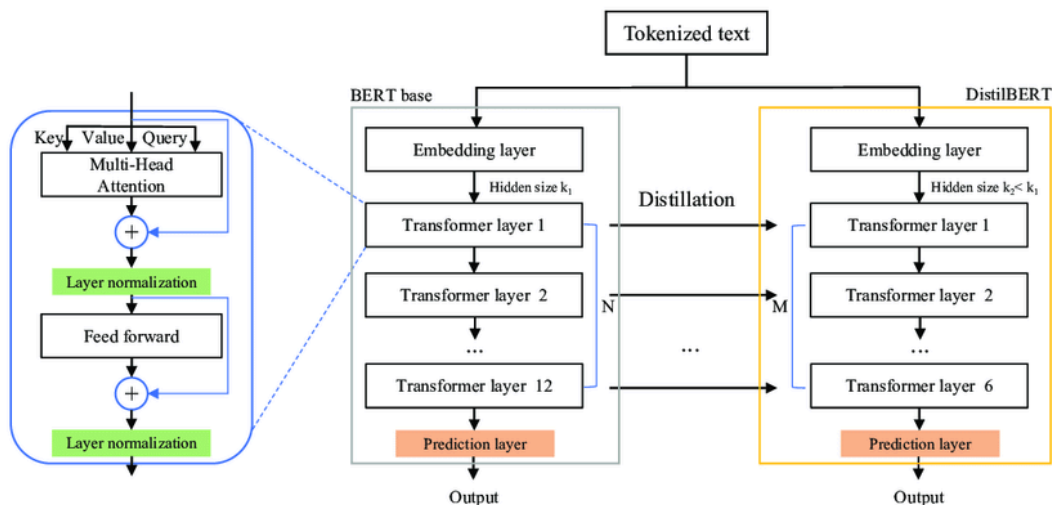 Tokenized text
BERT base
DistilBERT
Key Value Query
Multi-Head
Attention
+
Layer normalization
Feed forward
+
Layer normalization
Embedding layer
Hidden size k₁
Transformer layer 1
Transformer layer 2
...
Transformer layer 12
N
Prediction layer
Output
Distillation
...
Embedding layer
Hidden size k₂< k₁
Transformer layer 1
Transformer layer 2
...
Transformer layer 6
M
Prediction layer
Output